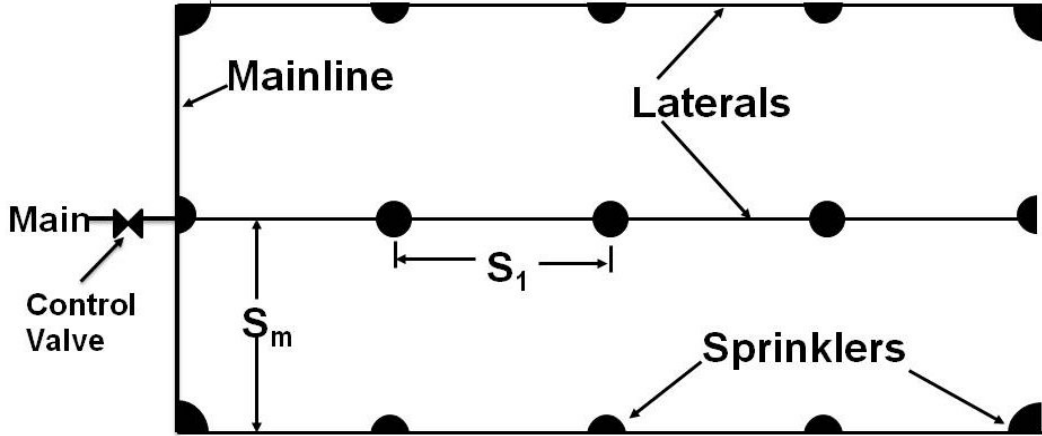 Mainline
Laterals
Main
S₁
Control
Valve
Sₘ
Sprinklers